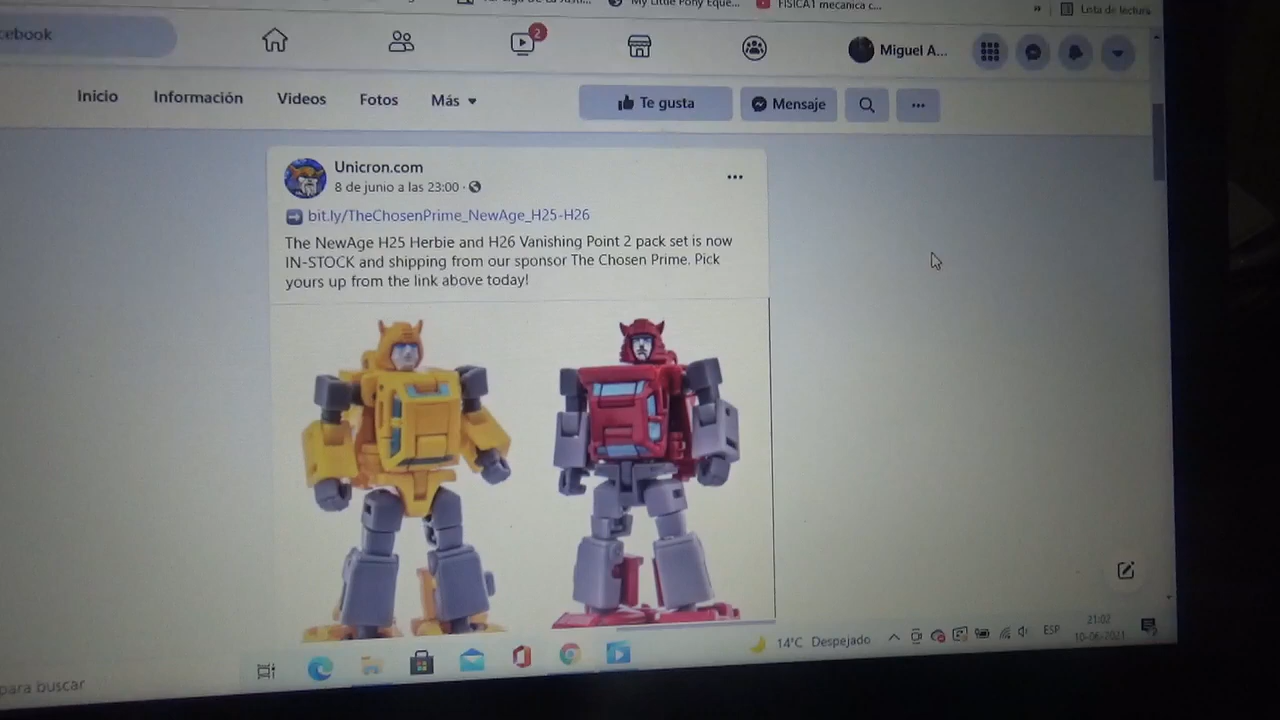 My Little Pony Eque...
FISICA1 mecanica c...
»
Lista de lectura
cebook
2
Miguel A...
Inicio
Información
Videos
Fotos
Más
Te gusta
Mensaje
...
Unicron.com
8 de junio a las 23:00 ·
...
bit.ly/TheChosenPrime_NewAge_H25-H26
The NewAge H25 Herbie and H26 Vanishing Point 2 pack set is now
IN-STOCK and shipping from our sponsor The Chosen Prime. Pick
yours up from the link above today!
14°C Despejado
ESP
21:02
10-06-2021
para buscar